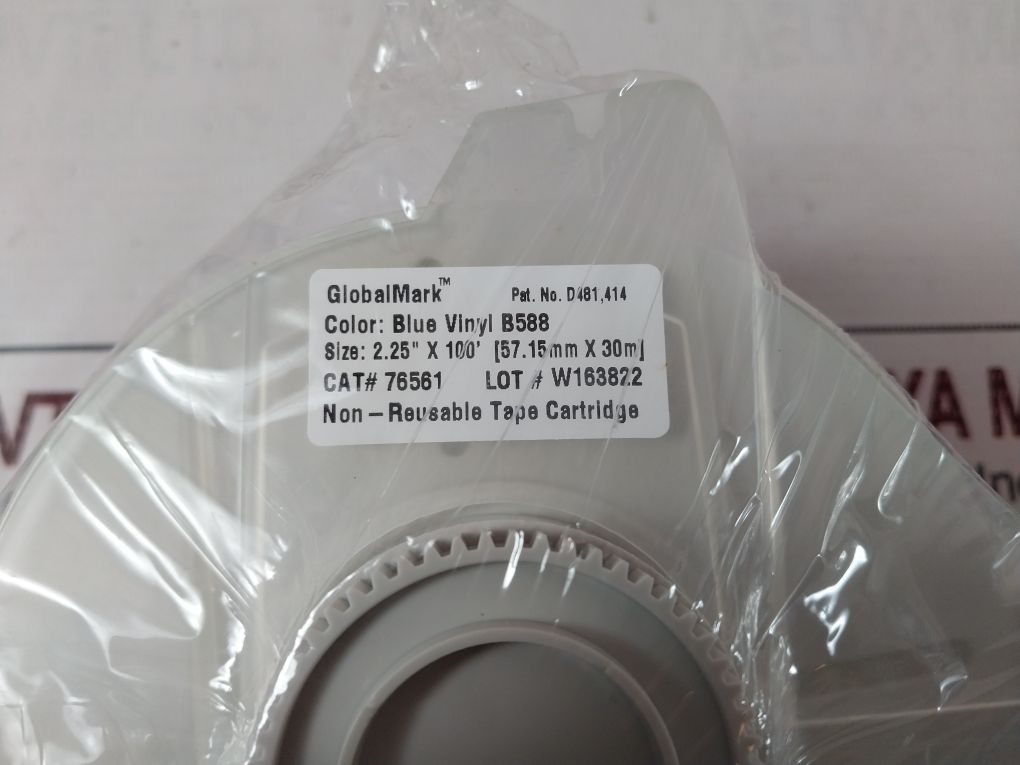 GlobalMark™ Pat. No. D481,414
Color: Blue Vinyl B588
Size: 2.25" X 100' [57.15mm X 30m]
CAT# 76561 LOT # W163822
Non-Reusable Tape Cartridge
YA M